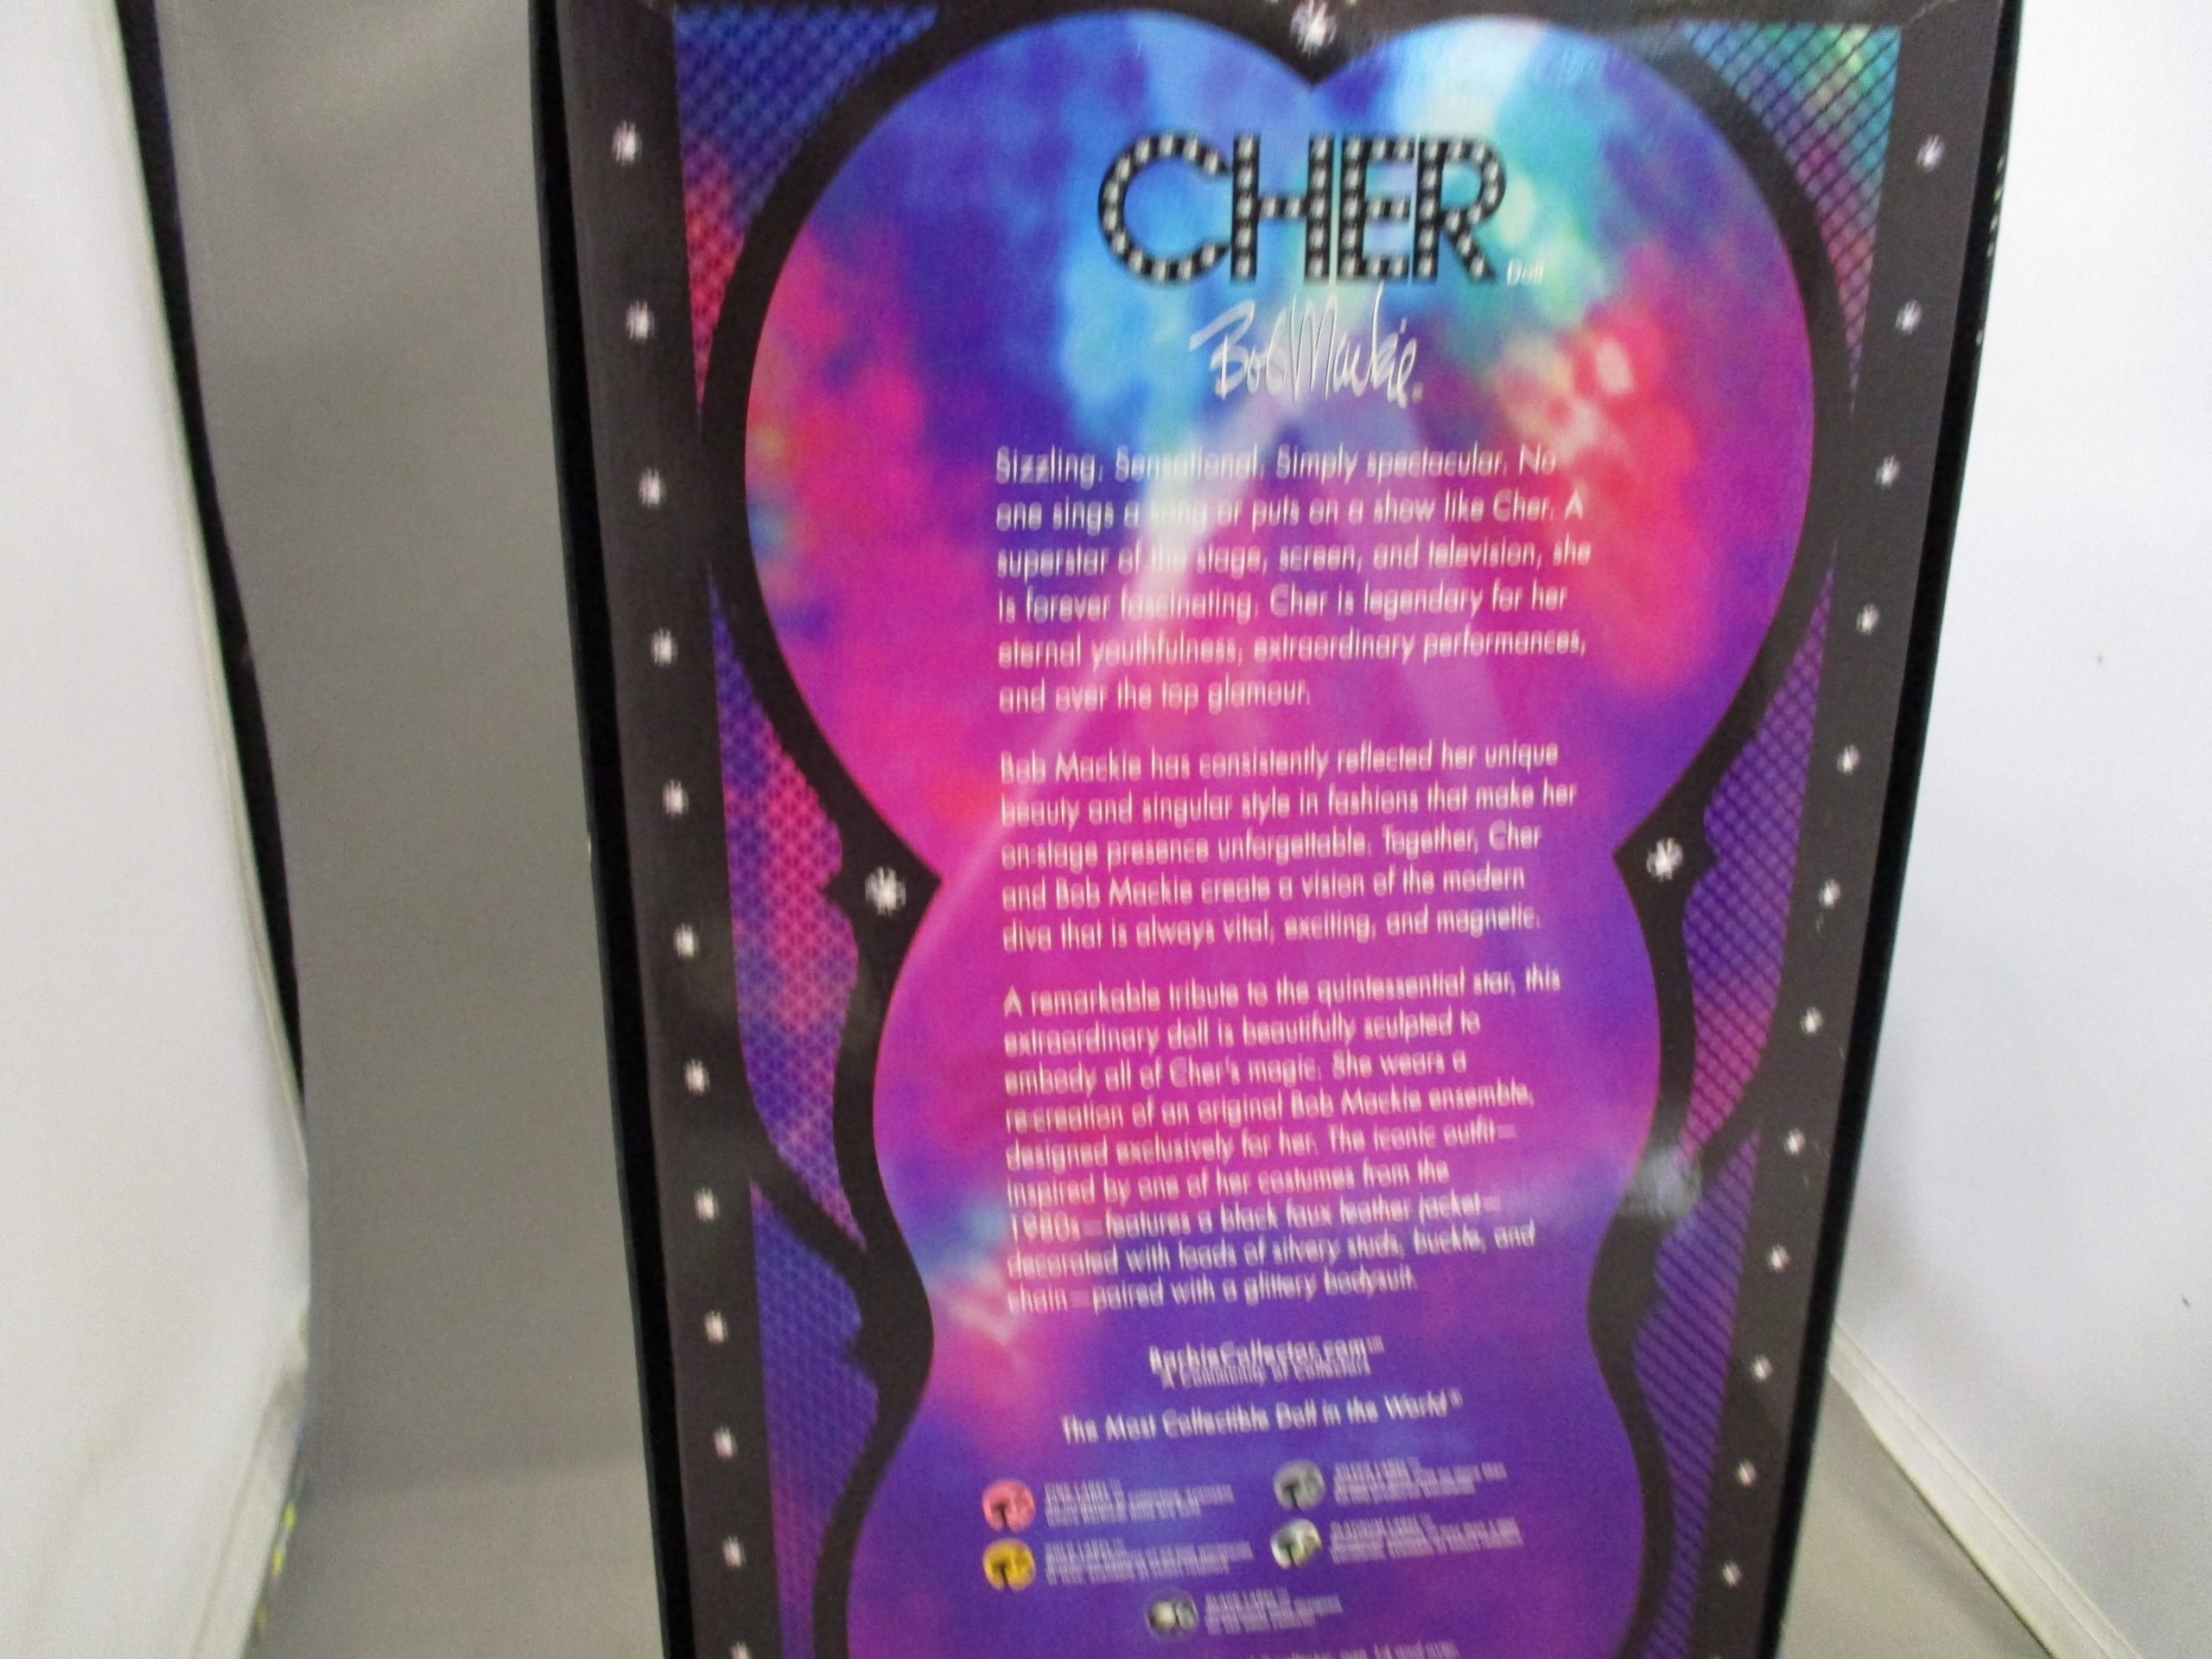 CHER
Doll
Bob Mackie
Sizzling. Sensational. Simply spectacular. No
one sings a song or puts on a show like Cher. A
superstar of the stage, screen, and television, she
is forever fascinating. Cher is legendary for her
eternal youthfulness, extraordinary performances,
and over the top glamour.
Bob Mackie has consistently reflected her unique
beauty and singular style in fashions that make her
on-stage presence unforgettable. Together, Cher
and Bob Mackie create a vision of the modern
diva that is always vital, exciting, and magnetic.
A remarkable tribute to the quintessential star, this
extraordinary doll is beautifully sculpted to
embody all of Cher's magic. She wears a
re-creation of an original Bob Mackie ensemble,
designed exclusively for her. The iconic outfit—
inspired by one of her costumes from the
1980s—features a black faux leather jacket—
decorated with loads of silvery studs, buckle, and
chain—paired with a glittery bodysuit.
BarbieCollector.com™
A Community of Collectors
The Most Collectible Doll in the World®